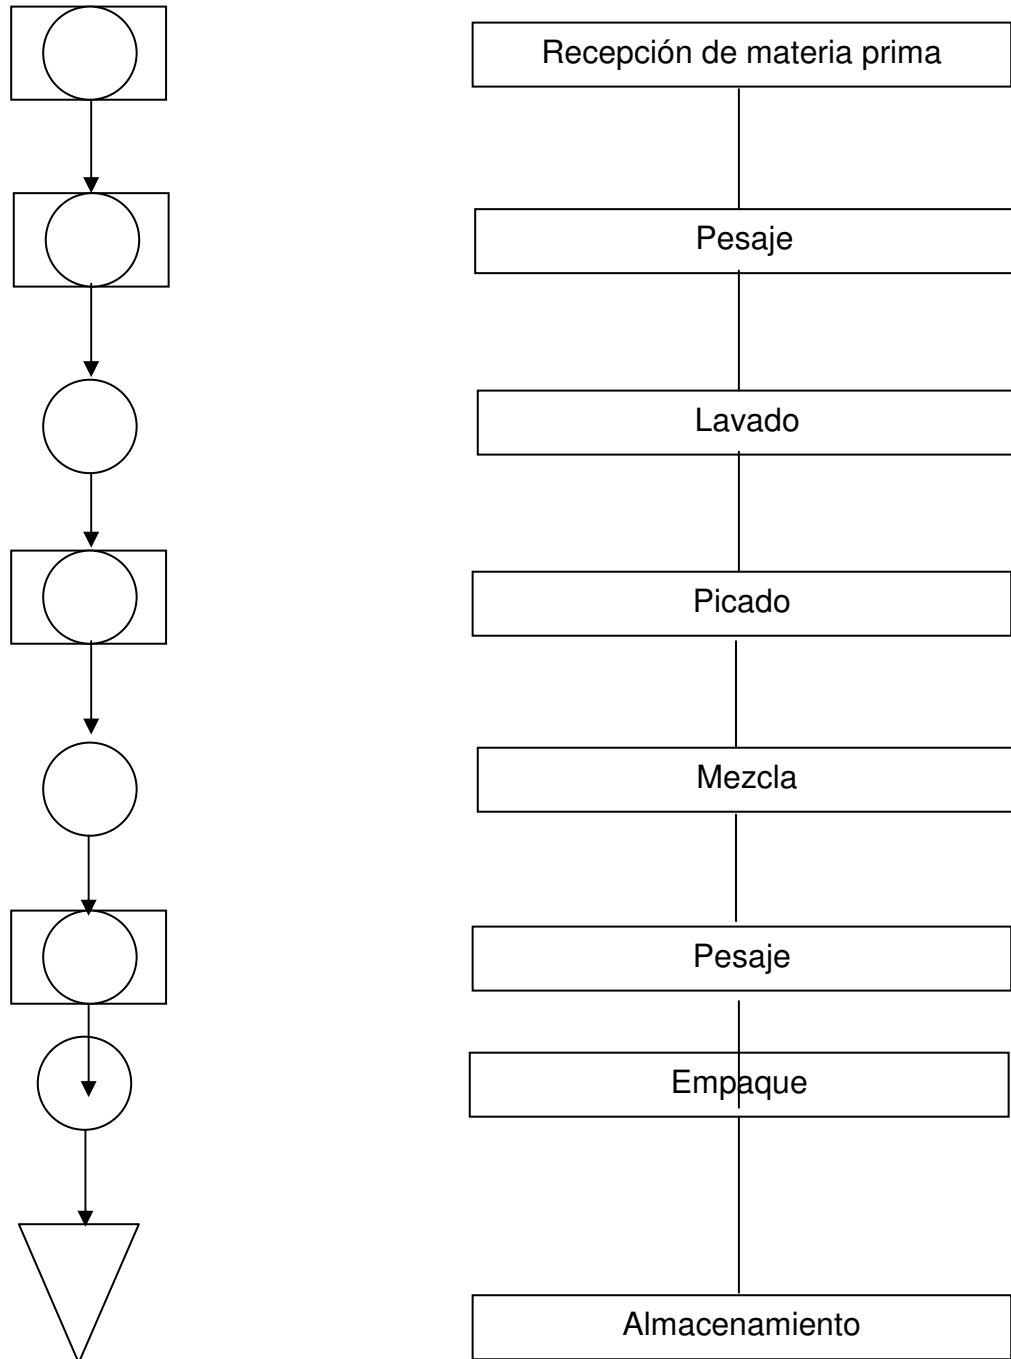 Recepción de materia prima
Pesaje
Lavado
Picado
Mezcla
Pesaje
Empaque
Almacenamiento